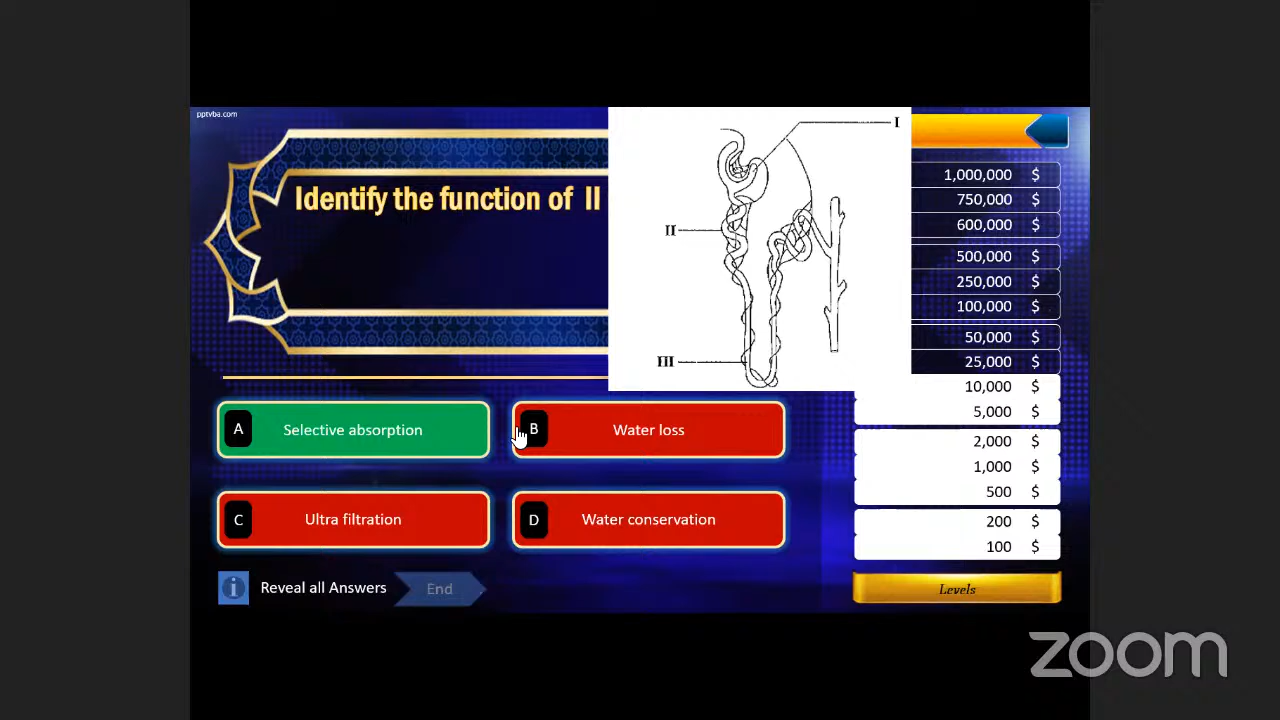 pptvba.com
Identify the function of II
I
II
III
1,000,000 $
750,000 $
600,000 $
500,000 $
250,000 $
100,000 $
50,000 $
25,000 $
10,000 $
5,000 $
2,000 $
1,000 $
500 $
200 $
100 $
Levels
A Selective absorption
B Water loss
C Ultra filtration
D Water conservation
Reveal all Answers
End
zoom